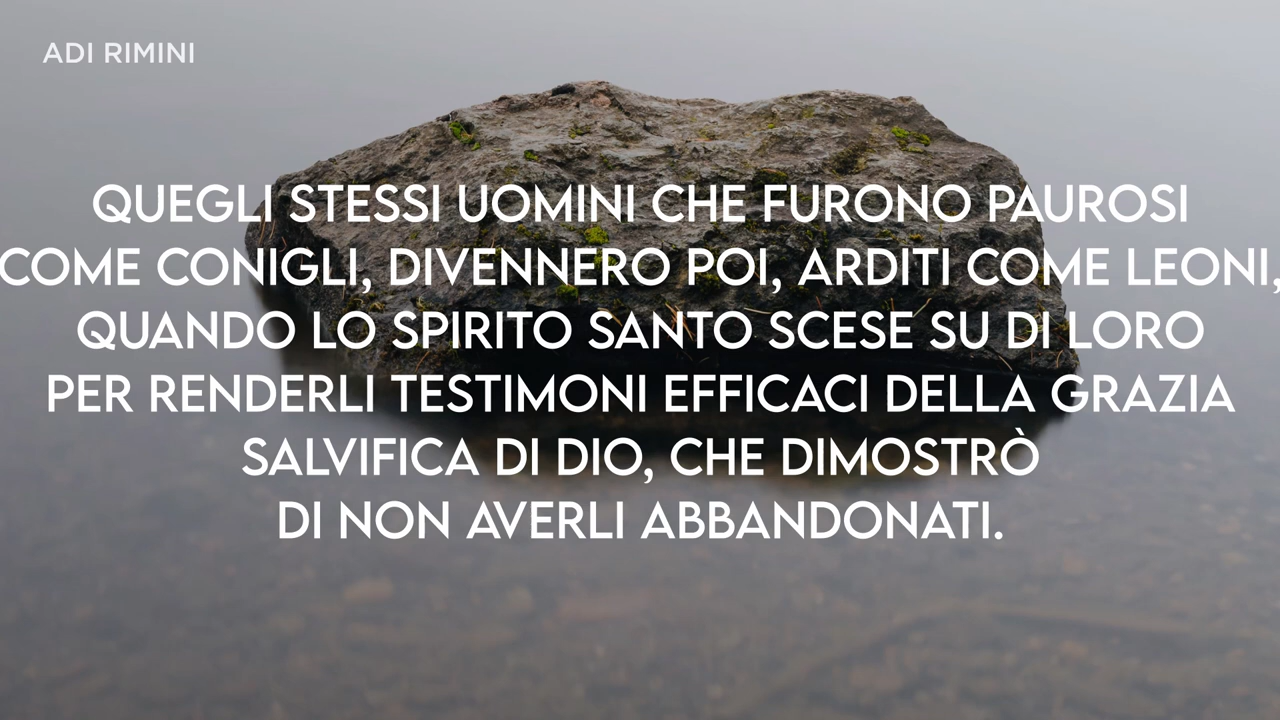 ADI RIMINI
QUEGLI STESSI UOMINI CHE FURONO PAUROSI
COME CONIGLI, DIVENNERO POI, ARDITI COME LEONI,
QUANDO LO SPIRITO SANTO SCESE SU DI LORO
PER RENDERLI TESTIMONI EFFICACI DELLA GRAZIA
SALVIFICA DI DIO, CHE DIMOSTRÒ
DI NON AVERLI ABBANDONATI.